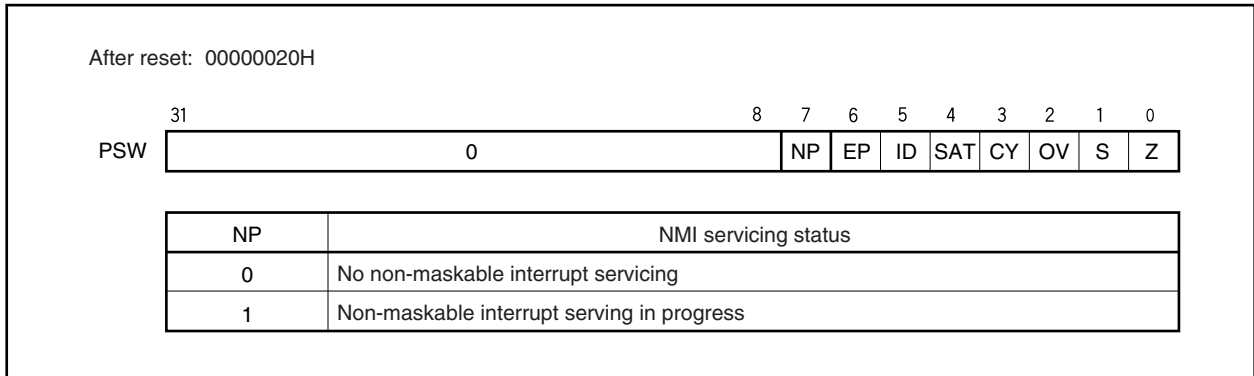 After reset: 00000020H
31 8 7 6 5 4 3 2 1 0
PSW 0 NP EP ID SAT CY OV S Z
NP NMI servicing status
0 No non-maskable interrupt servicing
1 Non-maskable interrupt serving in progress